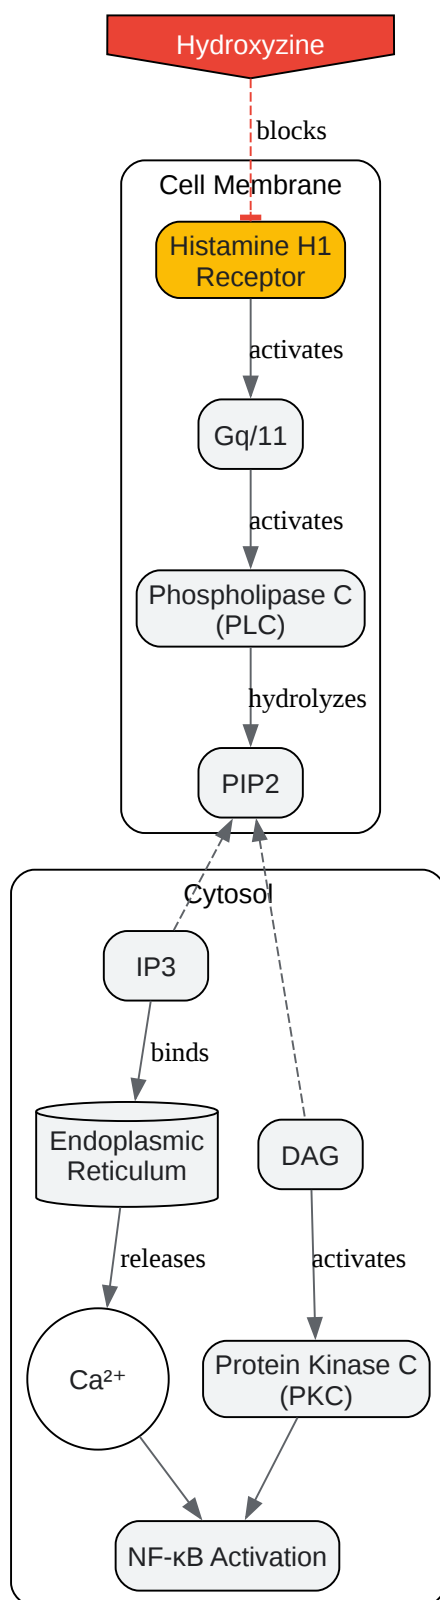 Hydroxyzine
blocks
Cell Membrane
Histamine H1
Receptor
activates
Gq/11
activates
Phospholipase C
(PLC)
hydrolyzes
PIP2
Cytosol
IP3
binds
Endoplasmic
Reticulum
DAG
releases
activates
Ca²⁺
Protein Kinase C
(PKC)
NF-κB Activation